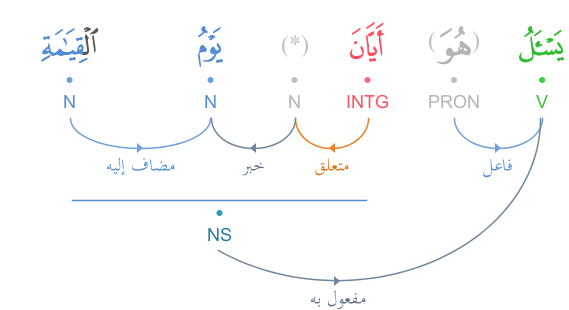 يَسْـَٔلُ (هُوَ) أَيَّانَ (*) يَوْمُ ٱلْقِيَـٰمَةِ
V PRON INTG N N N
فاعل متعلق خبر مضاف إليه
NS
مفعول به